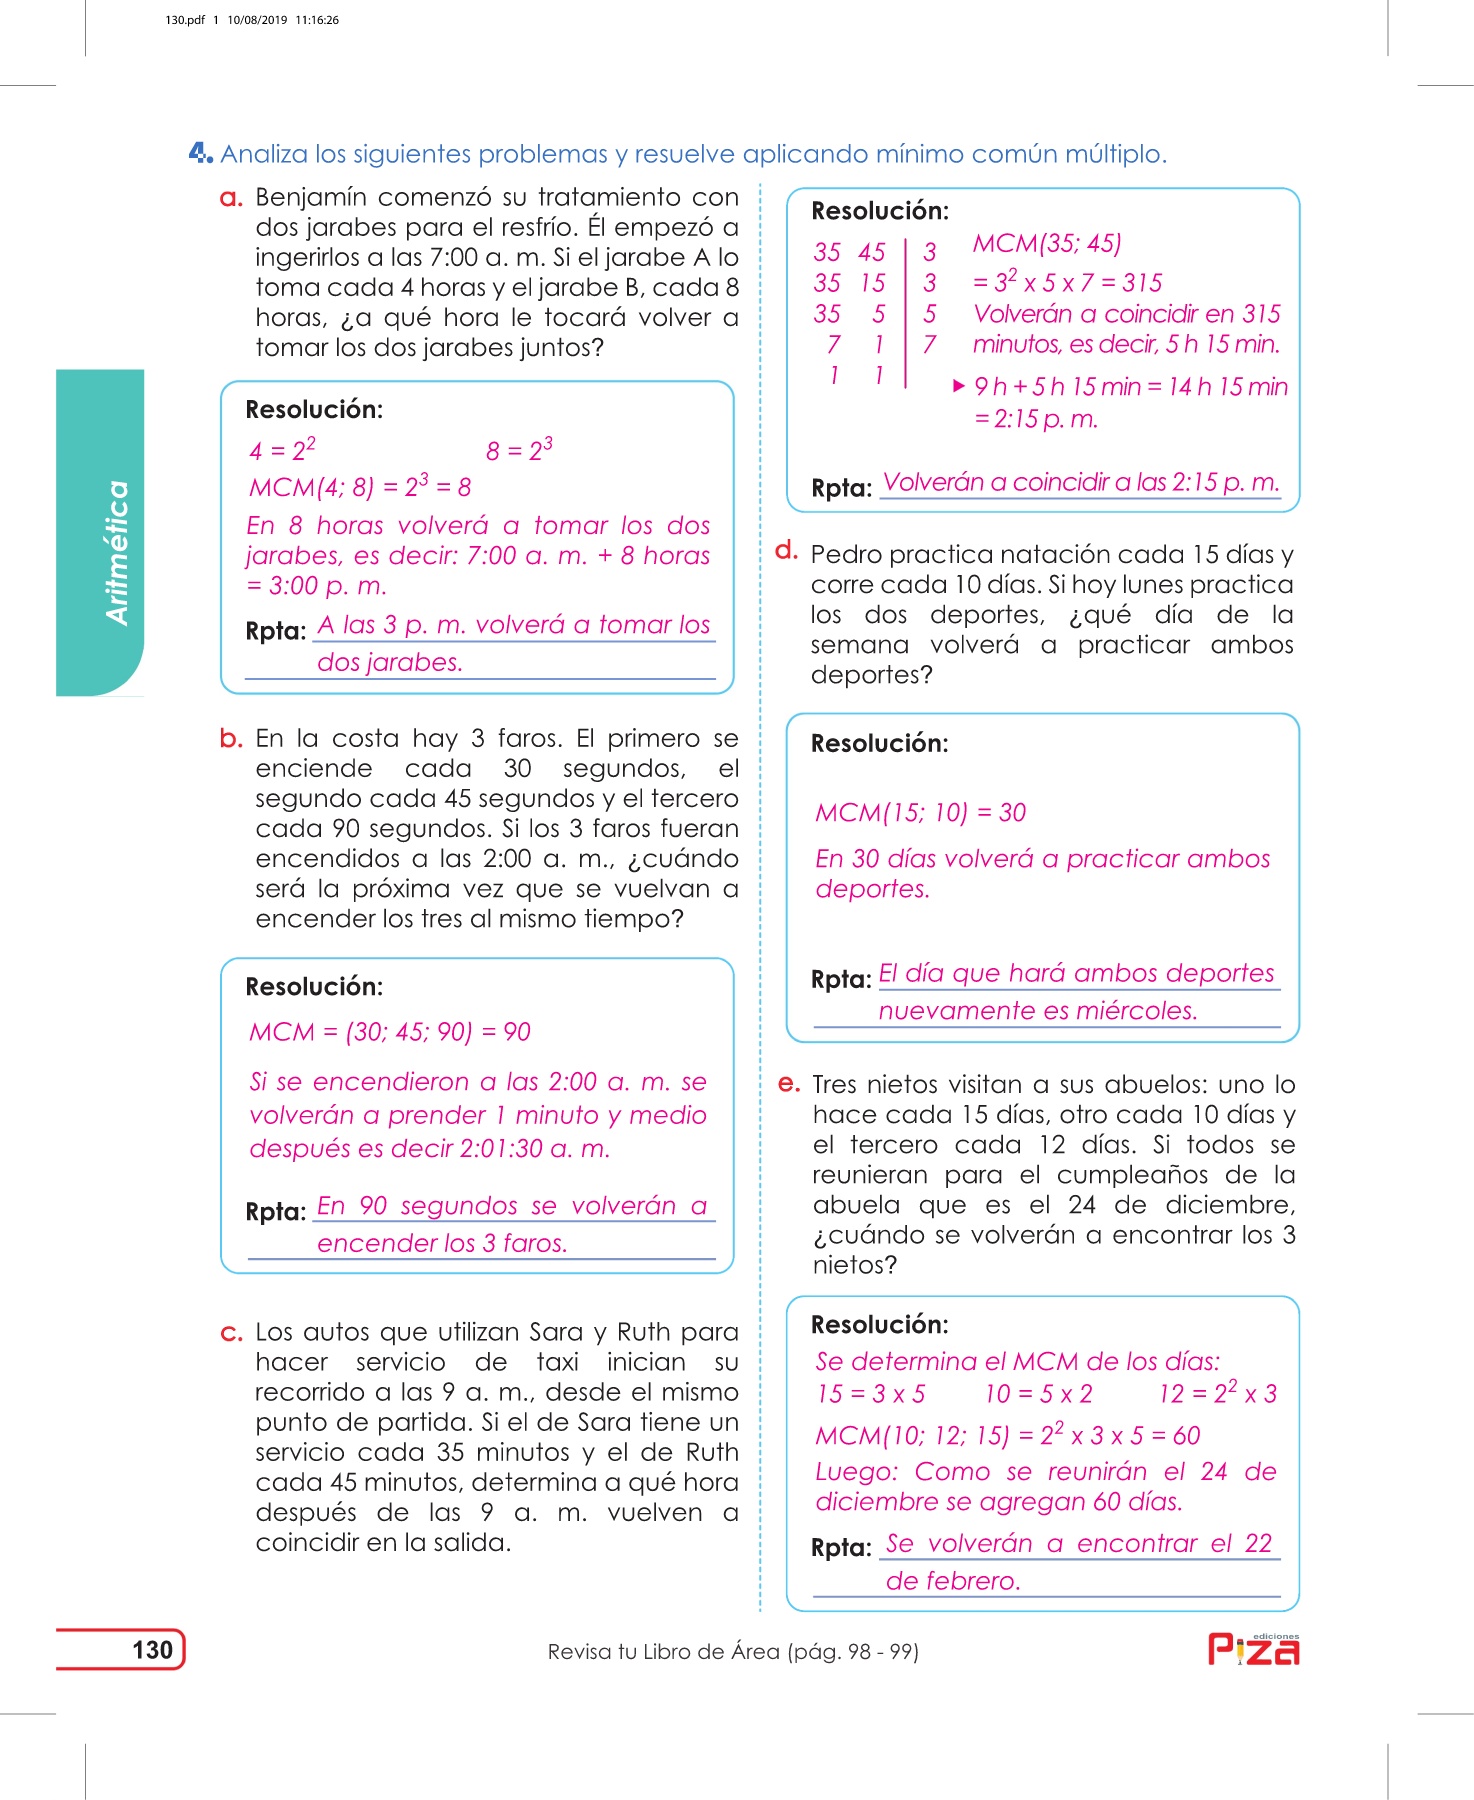 130.pdf 1 10/08/2019 11:16:26
4. Analiza los siguientes problemas y resuelve aplicando mínimo común múltiplo.
a. Benjamín comenzó su tratamiento con
dos jarabes para el resfrío. Él empezó a
ingerirlos a las 7:00 a. m. Si el jarabe A lo
toma cada 4 horas y el jarabe B, cada 8
horas, ¿a qué hora le tocará volver a
tomar los dos jarabes juntos?
Resolución:
4 = 2² 8 = 2³
MCM(4; 8) = 2³ = 8
En 8 horas volverá a tomar los dos
jarabes, es decir: 7:00 a. m. + 8 horas
= 3:00 p. m.
Rpta: A las 3 p. m. volverá a tomar los
dos jarabes.
b. En la costa hay 3 faros. El primero se
enciende cada 30 segundos, el
segundo cada 45 segundos y el tercero
cada 90 segundos. Si los 3 faros fueran
encendidos a las 2:00 a. m., ¿cuándo
será la próxima vez que se vuelvan a
encender los tres al mismo tiempo?
Resolución:
MCM = (30; 45; 90) = 90
Si se encendieron a las 2:00 a. m. se
volverán a prender 1 minuto y medio
después es decir 2:01:30 a. m.
Rpta: En 90 segundos se volverán a
encender los 3 faros.
c. Los autos que utilizan Sara y Ruth para
hacer servicio de taxi inician su
recorrido a las 9 a. m., desde el mismo
punto de partida. Si el de Sara tiene un
servicio cada 35 minutos y el de Ruth
cada 45 minutos, determina a qué hora
después de las 9 a. m. vuelven a
coincidir en la salida.
Resolución:
35 45 3
35 15 3
35 5 5
7 1 7
1 1
MCM(35; 45)
= 3² x 5 x 7 = 315
Volverán a coincidir en 315
minutos, es decir, 5 h 15 min.
▶ 9 h + 5 h 15 min = 14 h 15 min
= 2:15 p. m.
Rpta: Volverán a coincidir a las 2:15 p. m.
d. Pedro practica natación cada 15 días y
corre cada 10 días. Si hoy lunes practica
los dos deportes, ¿qué día de la
semana volverá a practicar ambos
deportes?
Resolución:
MCM(15; 10) = 30
En 30 días volverá a practicar ambos
deportes.
Rpta: El día que hará ambos deportes
nuevamente es miércoles.
e. Tres nietos visitan a sus abuelos: uno lo
hace cada 15 días, otro cada 10 días y
el tercero cada 12 días. Si todos se
reunieran para el cumpleaños de la
abuela que es el 24 de diciembre,
¿cuándo se volverán a encontrar los 3
nietos?
Resolución:
Se determina el MCM de los días:
15 = 3 x 5 10 = 5 x 2 12 = 2² x 3
MCM(10; 12; 15) = 2² x 3 x 5 = 60
Luego: Como se reunirán el 24 de
diciembre se agregan 60 días.
Rpta: Se volverán a encontrar el 22
de febrero.
Aritmética
130
Revisa tu Libro de Área (pág. 98 - 99)
ediciones
Piza